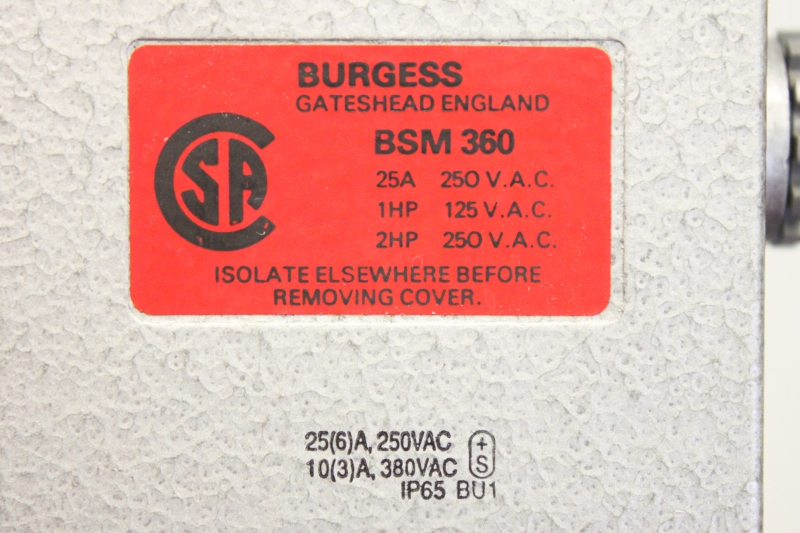 BURGESS
GATESHEAD ENGLAND
CSA
BSM 360
25A 250 V.A.C.
1HP 125 V.A.C.
2HP 250 V.A.C.
ISOLATE ELSEWHERE BEFORE
REMOVING COVER.
25(6)A, 250VAC
10(3)A, 380VAC
+
S
IP65 BU1